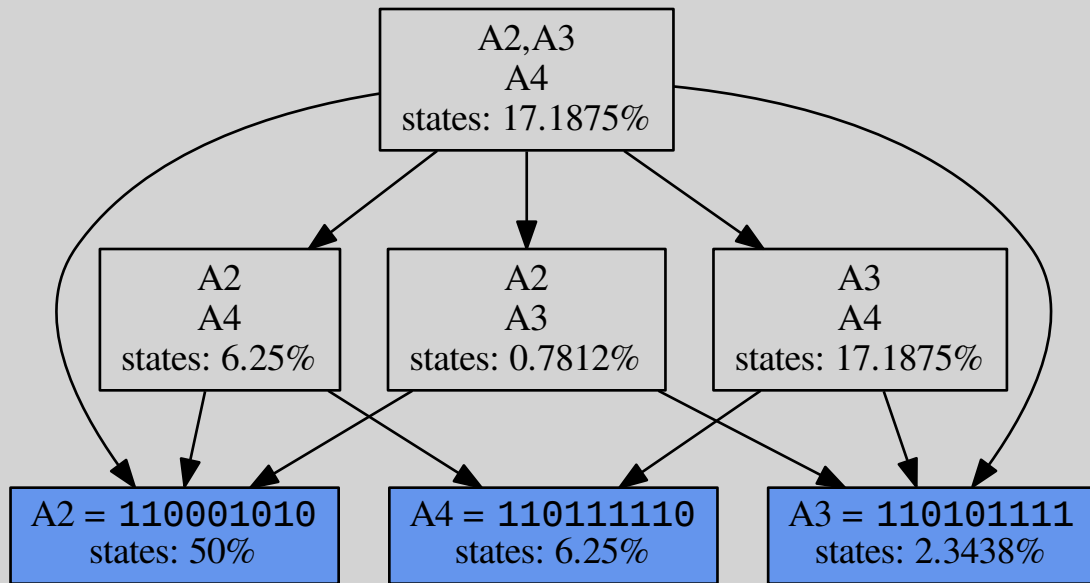 A2,A3
A4
states: 17.1875%
A2
A4
states: 6.25%
A2
A3
states: 0.7812%
A3
A4
states: 17.1875%
A2 = 110001010
states: 50%
A4 = 110111110
states: 6.25%
A3 = 110101111
states: 2.3438%